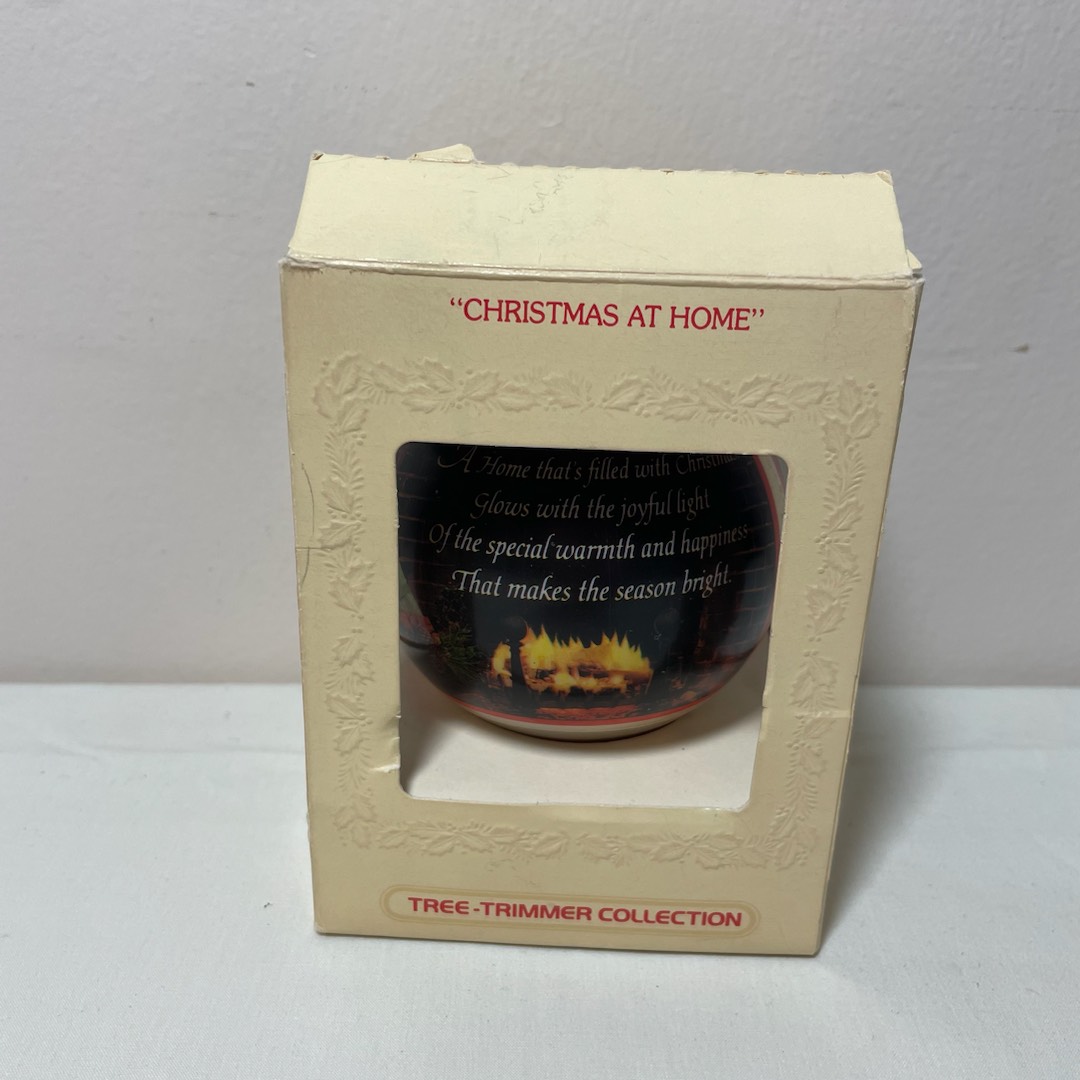 “CHRISTMAS AT HOME”
A Home that's filled with Christmas
Glows with the joyful light
Of the special warmth and happiness
That makes the season bright.
TREE-TRIMMER COLLECTION